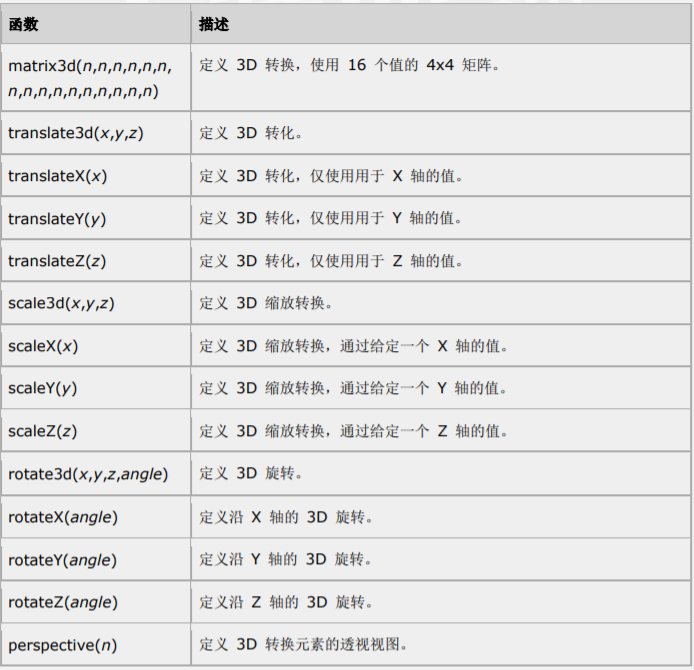 函数 描述
matrix3d(n,n,n,n,n,n, 定义 3D 转换，使用 16 个值的 4x4 矩阵。
n,n,n,n,n,n,n,n,n,n)
translate3d(x,y,z) 定义 3D 转化。
translateX(x) 定义 3D 转化，仅使用用于 X 轴的值。
translateY(y) 定义 3D 转化，仅使用用于 Y 轴的值。
translateZ(z) 定义 3D 转化，仅使用用于 Z 轴的值。
scale3d(x,y,z) 定义 3D 缩放转换。
scaleX(x) 定义 3D 缩放转换，通过给定一个 X 轴的值。
scaleY(y) 定义 3D 缩放转换，通过给定一个 Y 轴的值。
scaleZ(z) 定义 3D 缩放转换，通过给定一个 Z 轴的值。
rotate3d(x,y,z,angle) 定义 3D 旋转。
rotateX(angle) 定义沿 X 轴的 3D 旋转。
rotateY(angle) 定义沿 Y 轴的 3D 旋转。
rotateZ(angle) 定义沿 Z 轴的 3D 旋转。
perspective(n) 定义 3D 转换元素的透视视图。